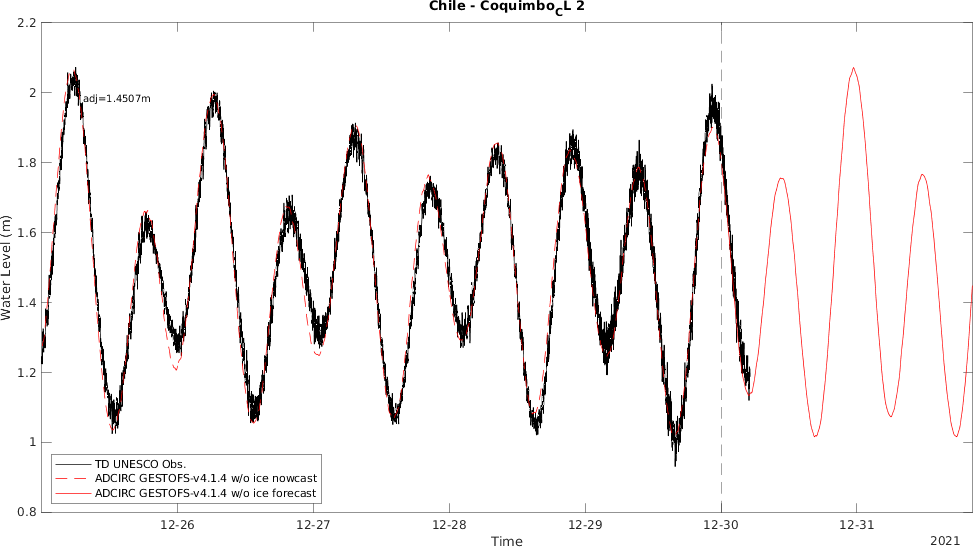 Chile - CoquimboCL 2
2.2
2
1.8
1.6
1.4
1.2
1
0.8
Water Level (m)
adj=1.4507m
TD UNESCO Obs.
ADCIRC GESTOFS-v4.1.4 w/o ice nowcast
ADCIRC GESTOFS-v4.1.4 w/o ice forecast
12-26
12-27
12-28
12-29
12-30
12-31
Time
2021